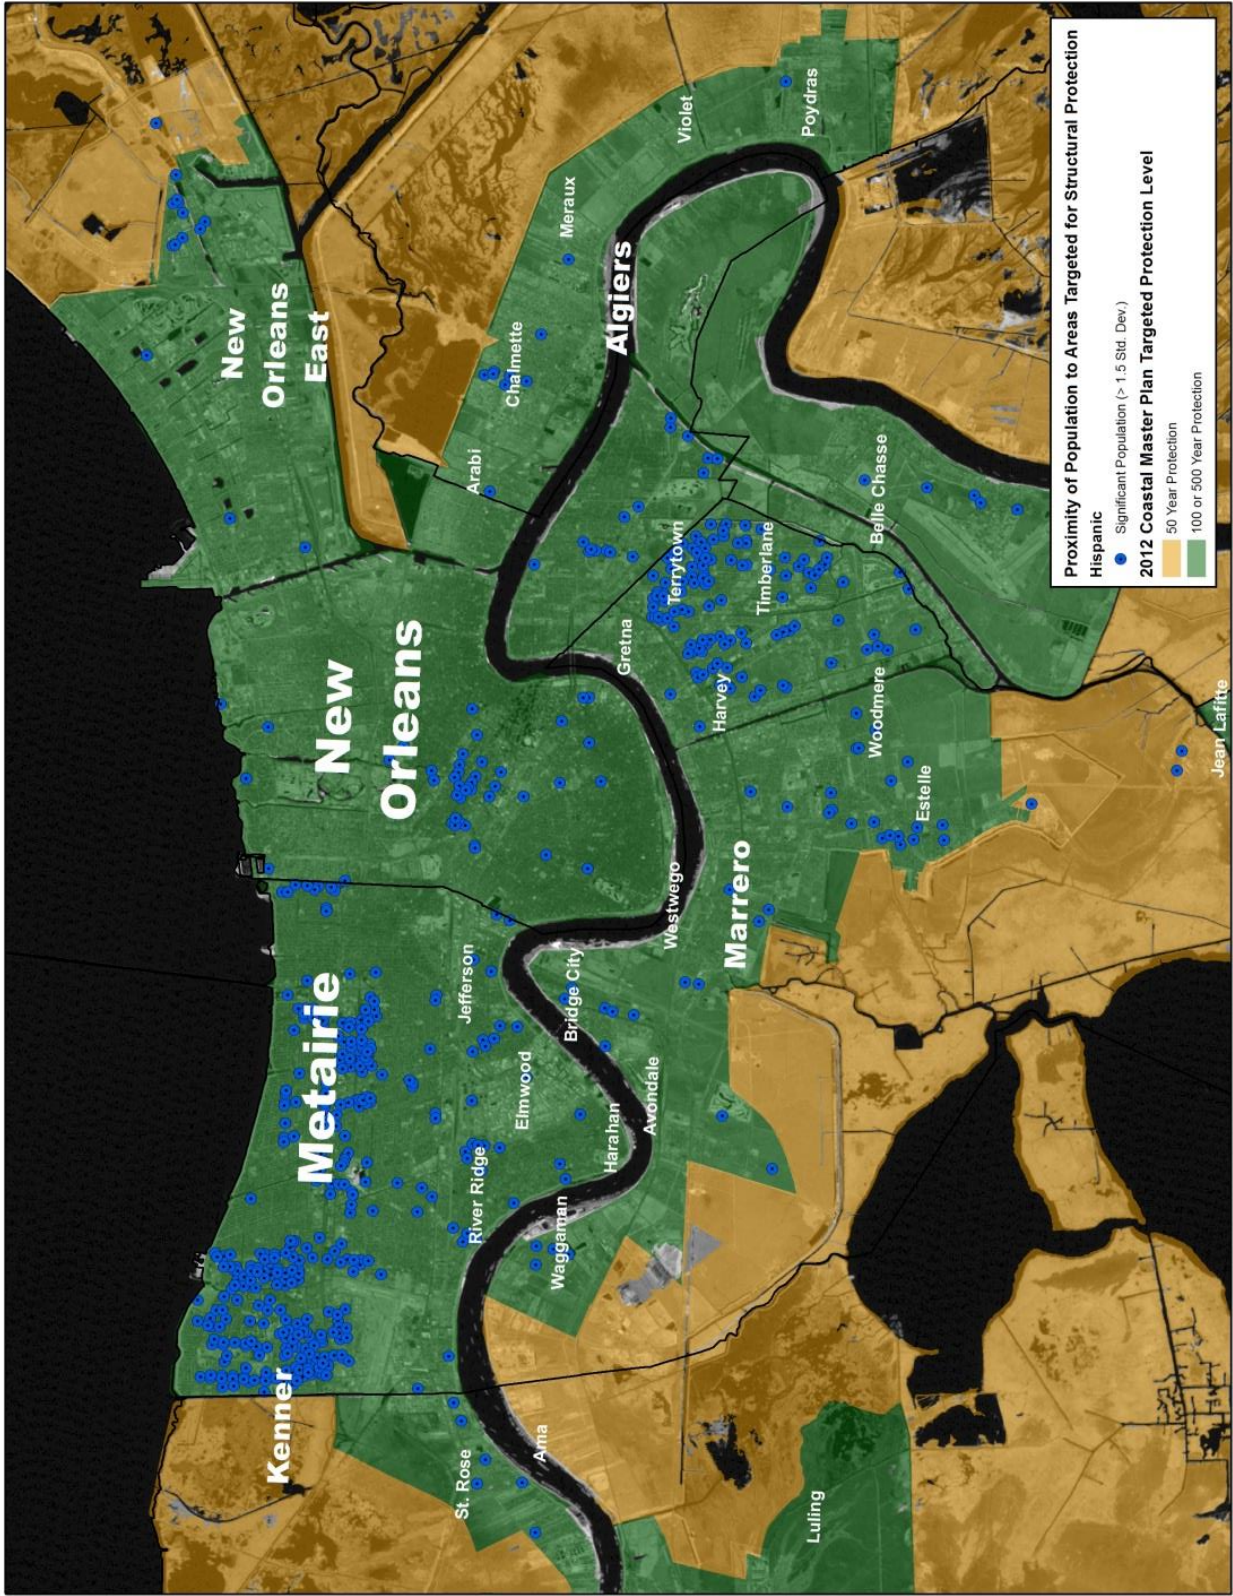 Kenner
Metairie
New
Orleans
New
Orleans
East
St. Rose
River Ridge
Elmwood
Jefferson
Arabi
Chalmette
Meraux
Violet
Poydras
Ama
Waggaman
Harahan
Bridge City
Avondale
Westwego
Marrero
Gretna
Harvey
Terrytown
Timberlane
Algiers
Luling
Estelle
Woodmere
Belle Chasse
Jean Lafitte
Proximity of Population to Areas Targeted for Structural Protection
Hispanic
Significant Population (> 1.5 Std. Dev.)
2012 Coastal Master Plan Targeted Protection Level
50 Year Protection
100 or 500 Year Protection